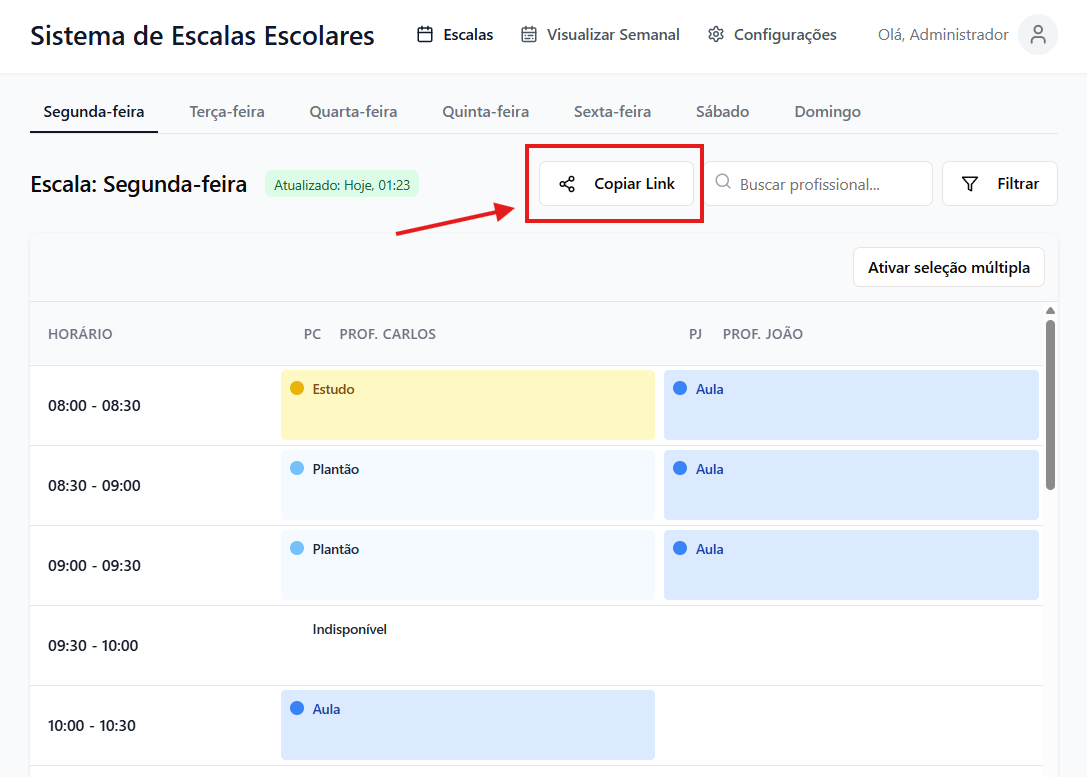 Sistema de Escalas Escolares
Escalas
Visualizar Semanal
Configurações
Olá, Administrador
Segunda-feira
Terça-feira
Quarta-feira
Quinta-feira
Sexta-feira
Sábado
Domingo
Escala: Segunda-feira
Atualizado: Hoje, 01:23
Copiar Link
Buscar profissional...
Filtrar
Ativar seleção múltipla
HORÁRIO
PC PROF. CARLOS
PJ PROF. JOÃO
08:00 - 08:30
Estudo
Aula
08:30 - 09:00
Plantão
Aula
09:00 - 09:30
Plantão
Aula
09:30 - 10:00
Indisponível
10:00 - 10:30
Aula